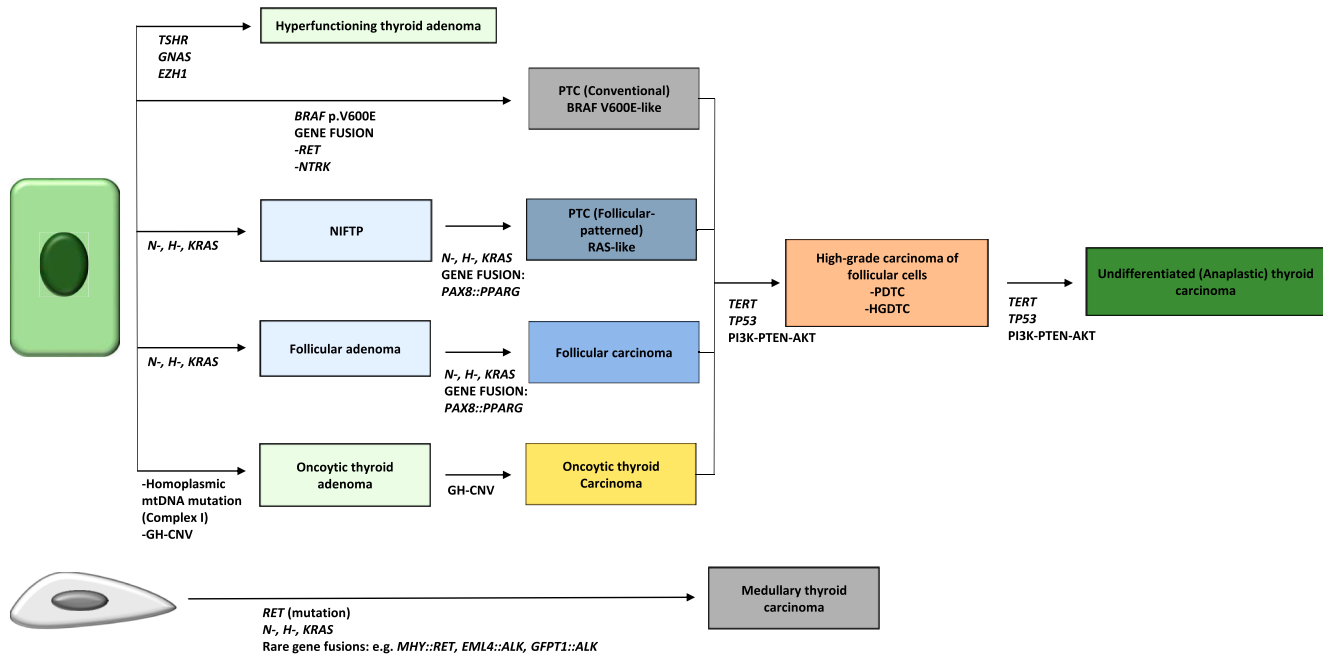 Hyperfunctioning thyroid adenoma
TSHR
GNAS
EZH1
PTC (Conventional)
BRAF V600E-like
BRAF p.V600E
GENE FUSION
-RET
-NTRK
N-, H-, KRAS
NIFTP
N-, H-, KRAS
GENE FUSION:
PAX8::PPARG
PTC (Follicular-
patterned)
RAS-like
N-, H-, KRAS
Follicular adenoma
N-, H-, KRAS
GENE FUSION:
PAX8::PPARG
Follicular carcinoma
-Homoplasmic
mtDNA mutation
(Complex I)
-GH-CNV
Oncoytic thyroid
adenoma
GH-CNV
Oncoytic thyroid
Carcinoma
TERT
TP53
PI3K-PTEN-AKT
High-grade carcinoma of
follicular cells
-PDTC
-HGDTC
TERT
TP53
PI3K-PTEN-AKT
Undifferentiated (Anaplastic) thyroid
carcinoma
RET (mutation)
N-, H-, KRAS
Rare gene fusions: e.g. MHY::RET, EML4::ALK, GFPT1::ALK
Medullary thyroid
carcinoma